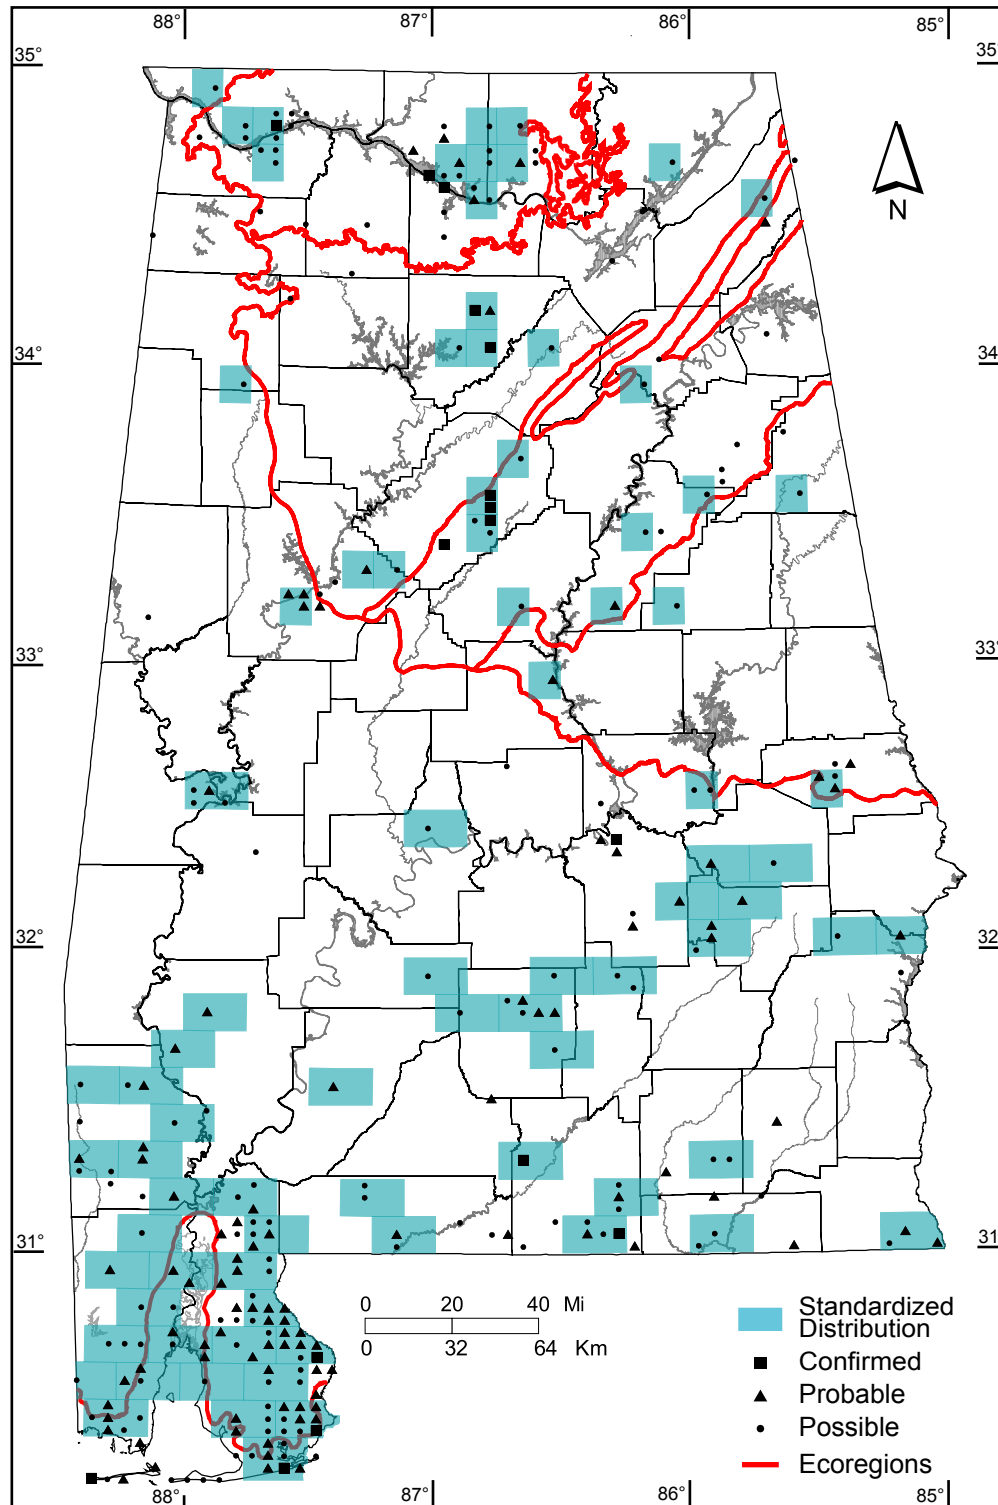 88° 87° 86° 85°
35° 35°
N
34° 34
33° 33°
32° 32
31° 31
0 20 40 Mi
0 32 64 Km
Standardized
Distribution
Confirmed
Probable
Possible
Ecoregions
88° 87° 86° 85°